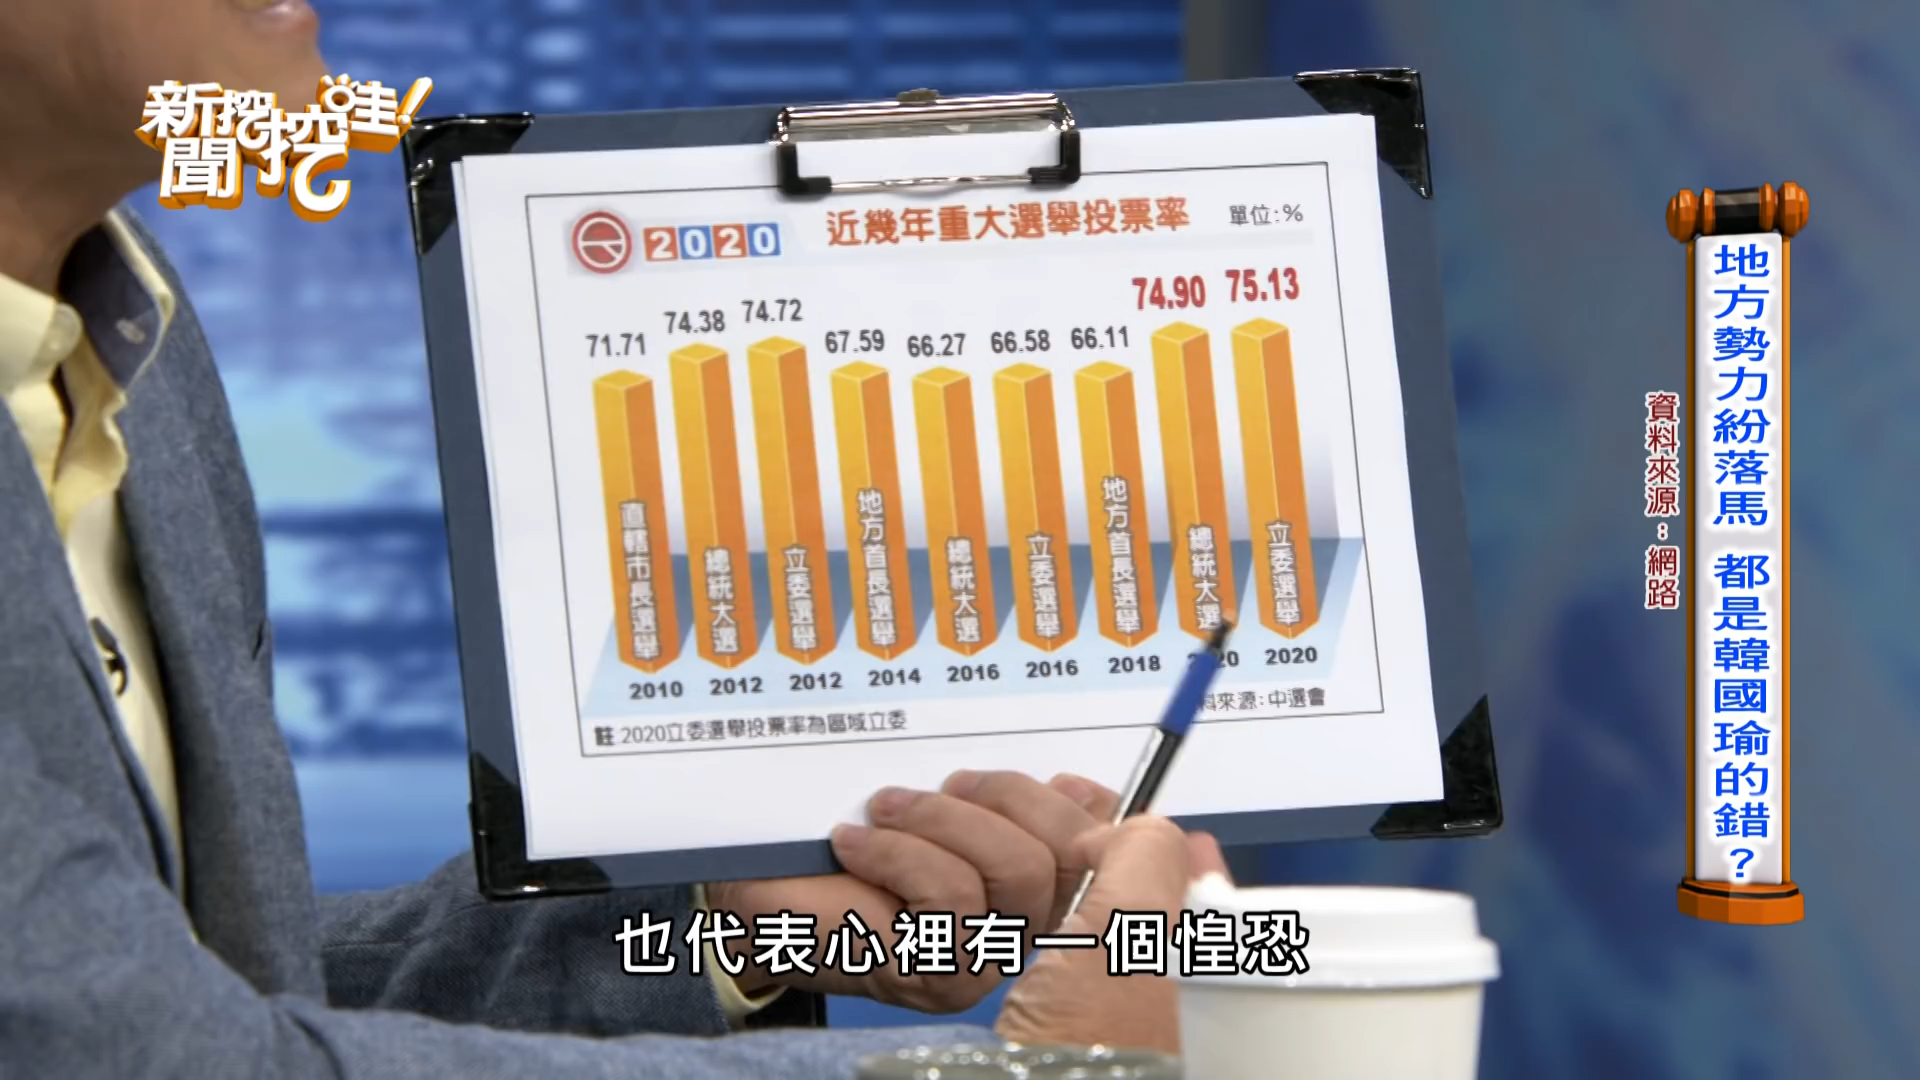 新聞挖挖哇!
2020
近幾年重大選舉投票率
單位:%
71.71
74.38
74.72
67.59
66.27
66.58
66.11
74.90
75.13
直轄市長選舉
總統大選
立委選舉
地方首長選舉
總統大選
立委選舉
地方首長選舉
總統大選
立委選舉
2010
2012
2012
2014
2016
2016
2018
20
2020
註 2020立委選舉投票率為區域立委
料來源:中選會
地方勢力紛落馬 都是韓國瑜的錯?
資料來源:網路
也代表心裡有一個惶恐